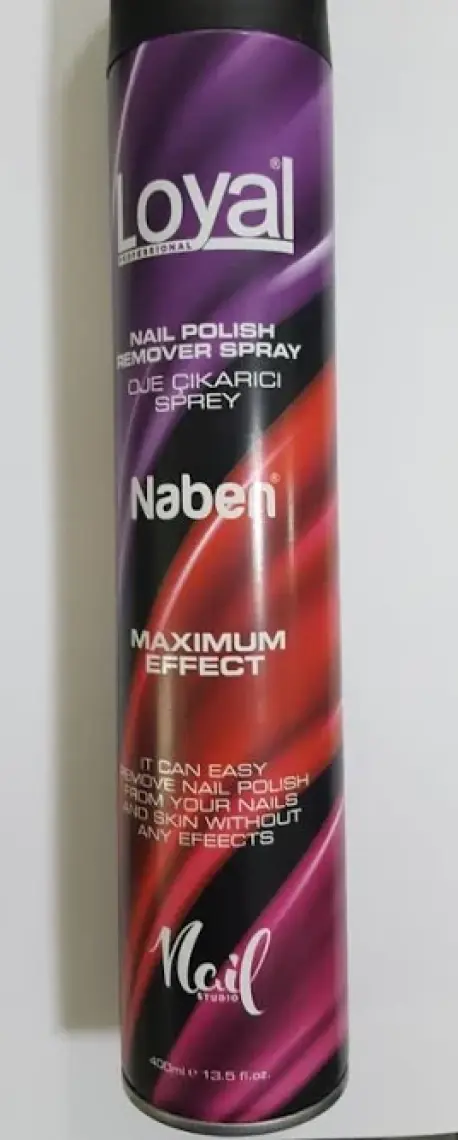 Loyal®
PROFESSIONAL
NAIL POLISH
REMOVER SPRAY
OJE ÇIKARICI
SPREY
Naben®
MAXIMUM
EFFECT
IT CAN EASY
REMOVE NAIL POLISH
FROM YOUR NAILS
AND SKIN WITHOUT
ANY EFEECTS
Nail
STUDIO
400ml e 13.5 fl.oz.